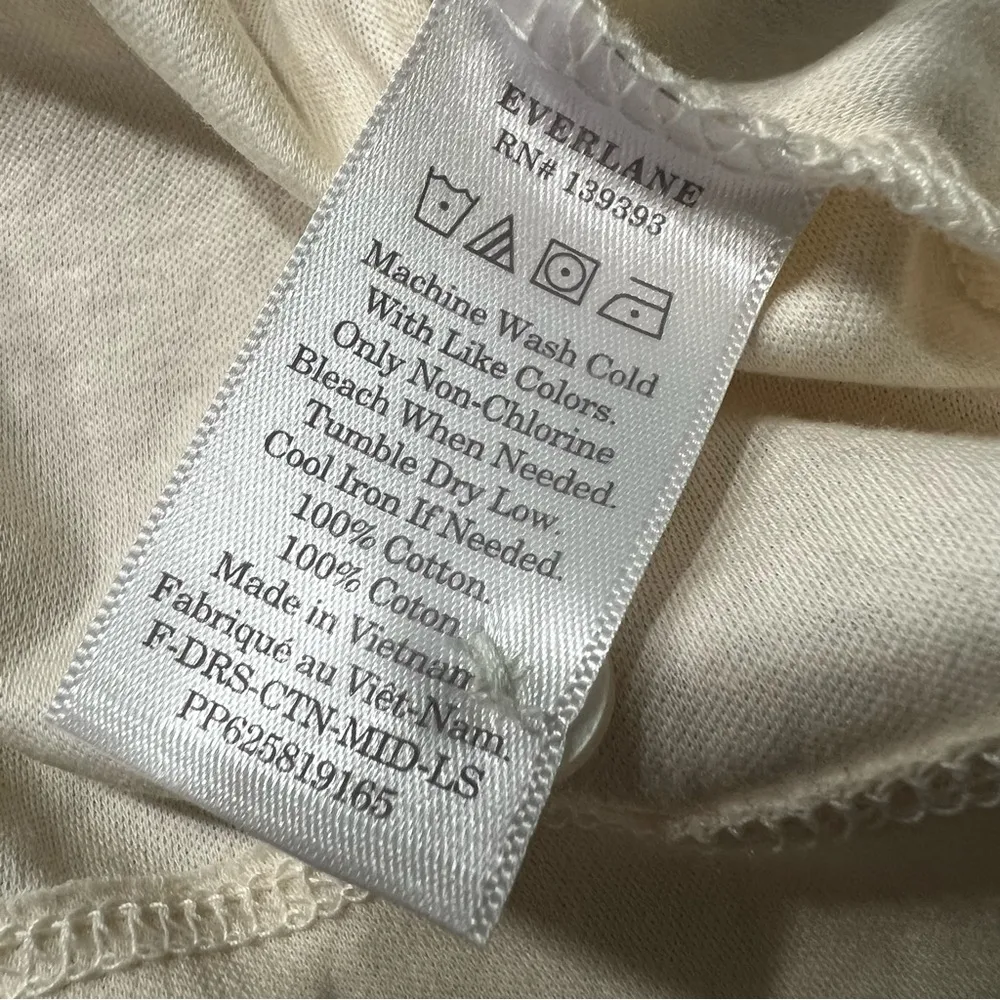 EVERLANE
RN# 139393
Machine Wash Cold
With Like Colors.
Only Non-Chlorine
Bleach When Needed.
Tumble Dry Low.
Cool Iron If Needed.
100% Cotton.
100% Coton.
Made in Vietnam
Fabriqué au Viêt-Nam.
F-DRS-CTN-MID-LS
PP625819165